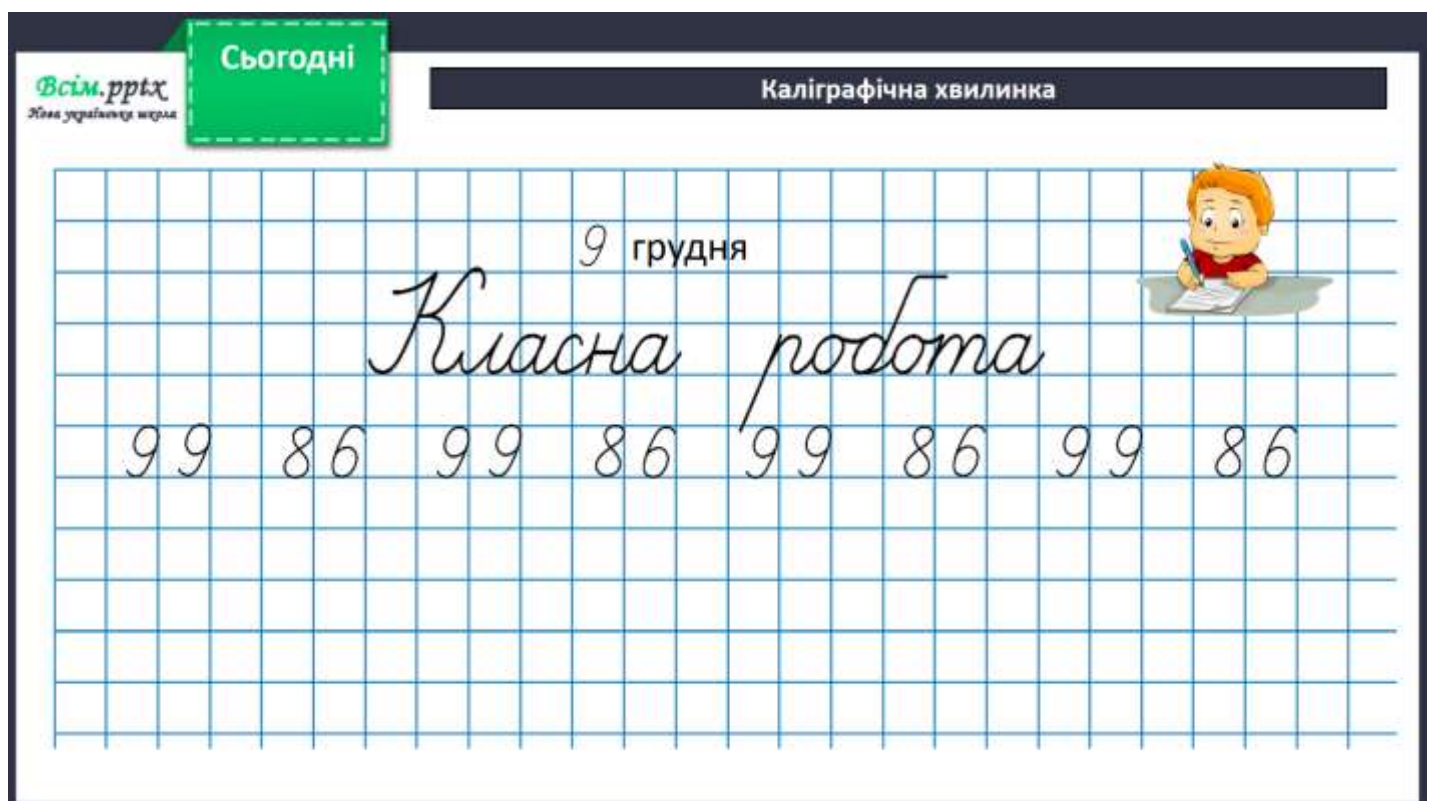 Сьогодні
Всім.pptx
Нова українська школа
Каліграфічна хвилинка
9 грудня
Класна робота
99 86 99 86 99 86 99 86